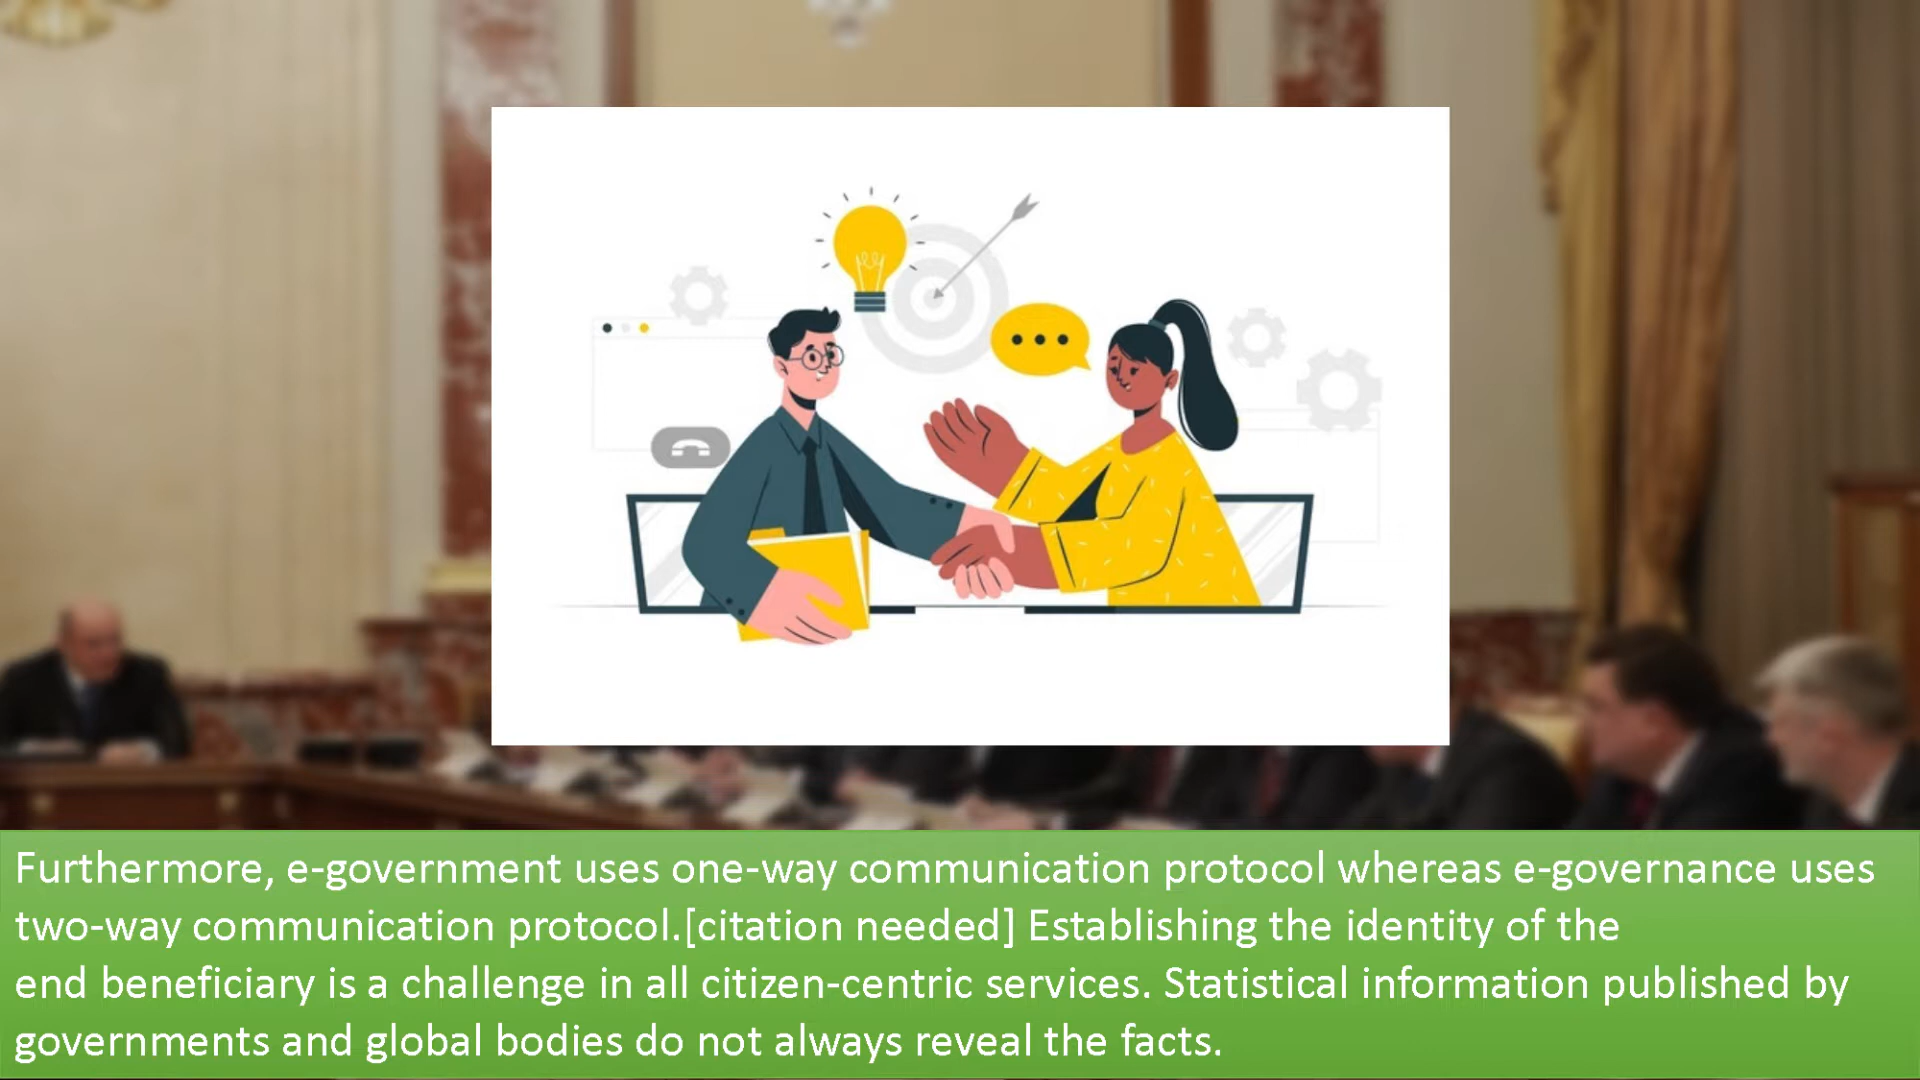 Furthermore, e-government uses one-way communication protocol whereas e-governance uses
two-way communication protocol.[citation needed] Establishing the identity of the
end beneficiary is a challenge in all citizen-centric services. Statistical information published by
governments and global bodies do not always reveal the facts.